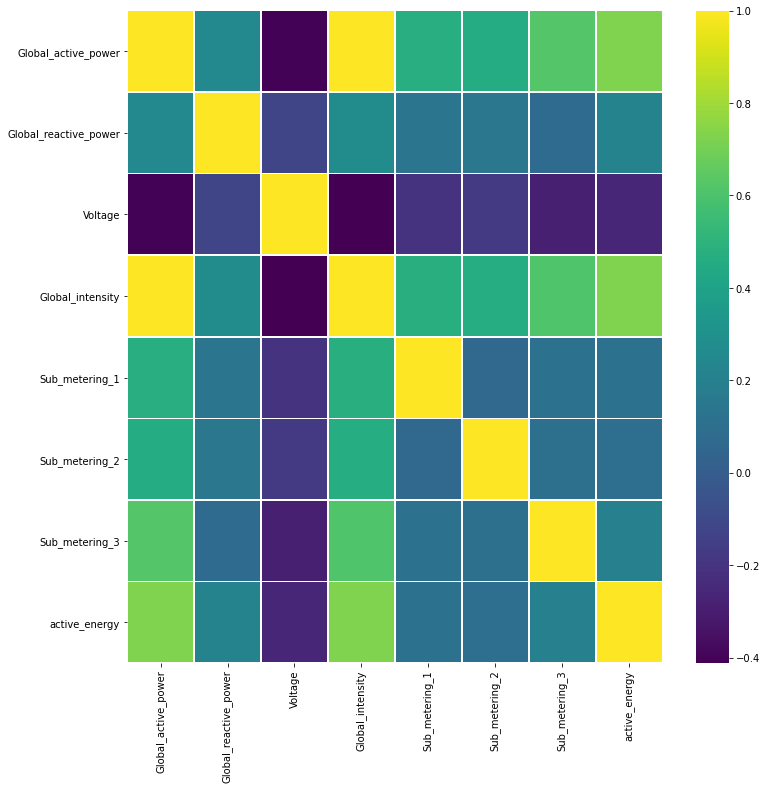 Global_active_power
Global_reactive_power
Voltage
Global_intensity
Sub_metering_1
Sub_metering_2
Sub_metering_3
active_energy
Global_active_power
Global_reactive_power
Voltage
Global_intensity
Sub_metering_1
Sub_metering_2
Sub_metering_3
active_energy
1.0
0.8
0.6
0.4
0.2
0.0
−0.2
−0.4